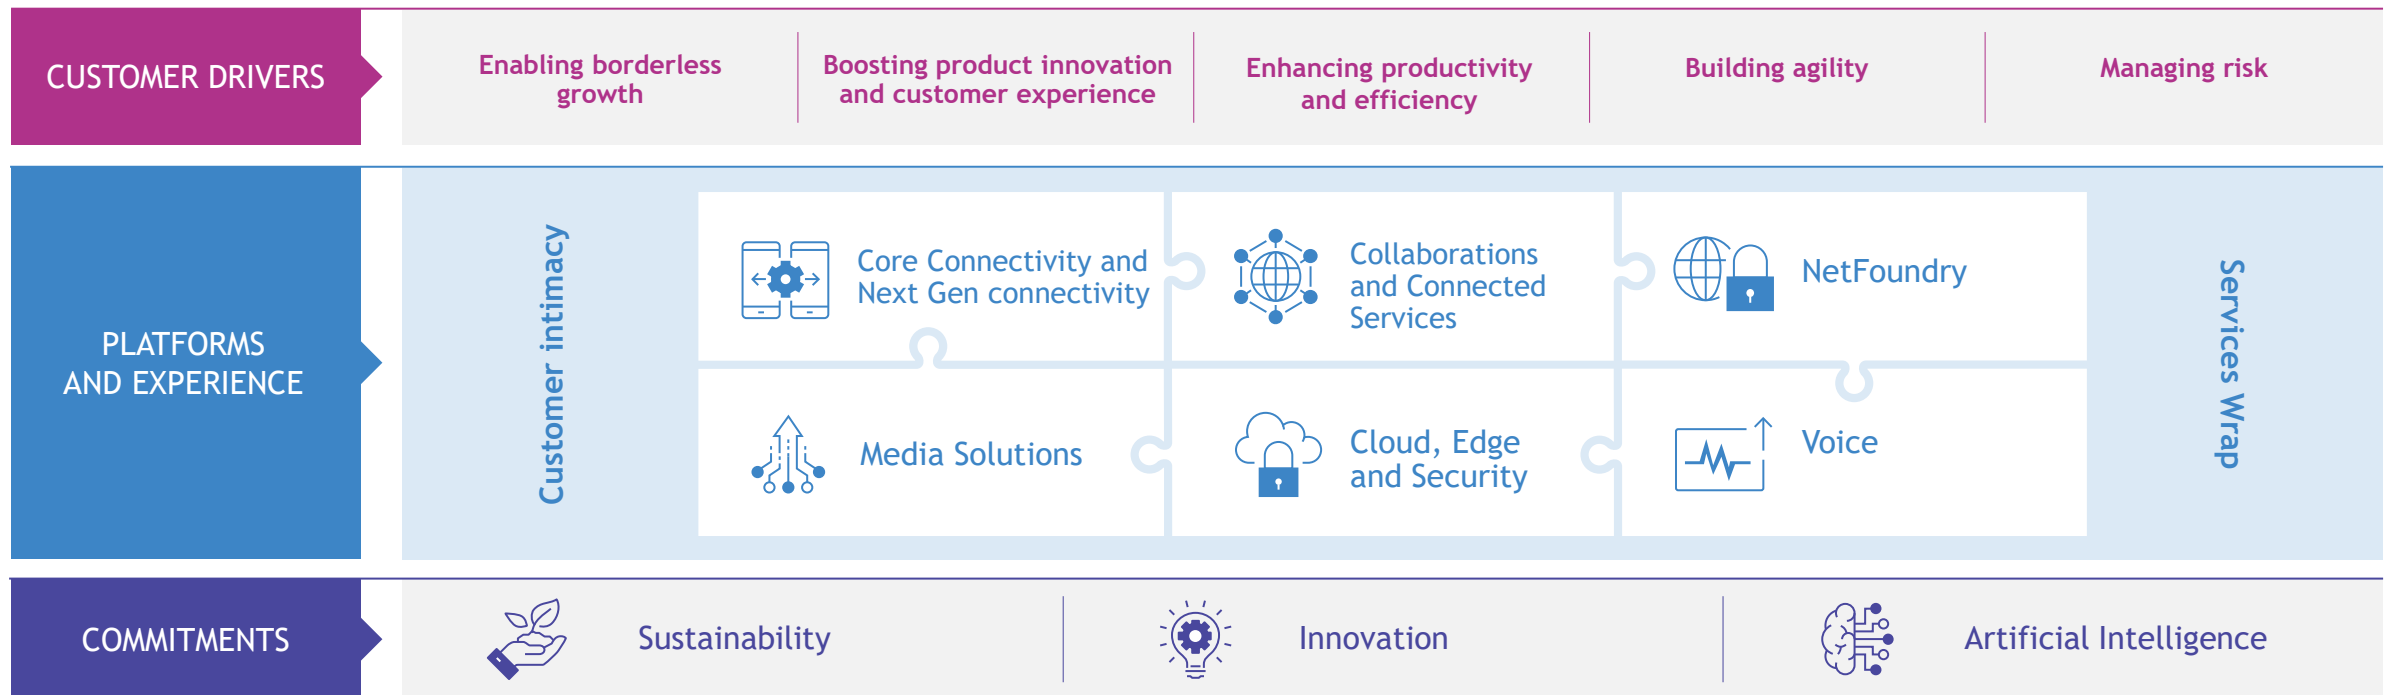 CUSTOMER DRIVERS
Enabling borderless
growth
Boosting product innovation
and customer experience
Enhancing productivity
and efficiency
Building agility
Managing risk
PLATFORMS
AND EXPERIENCE
Customer intimacy
Core Connectivity and
Next Gen connectivity
Collaborations
and Connected
Services
NetFoundry
Media Solutions
Cloud, Edge
and Security
Voice
Services Wrap
COMMITMENTS
Sustainability
Innovation
Artificial Intelligence